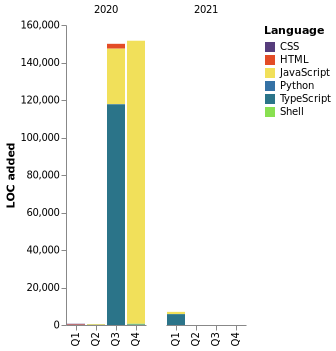 2020 2021
Language
CSS
HTML
JavaScript
Python
TypeScript
Shell
LOC added
160,000
140,000
120,000
100,000
80,000
60,000
40,000
20,000
0
Q1 Q2 Q3 Q4 Q1 Q2 Q3 Q4